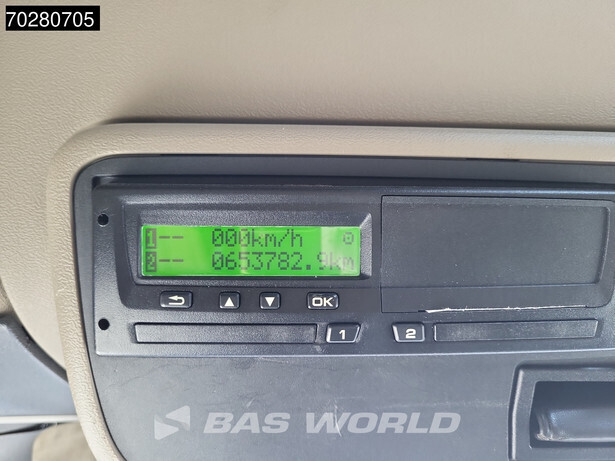 70280705
1-- 000km/h
2-- 0653782.9km
OK
1 2
BAS WORLD